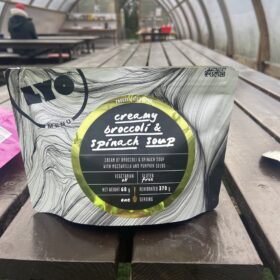 LYO
MENU
creamy
broccoli &
spinach soup
CREAM OF BROCCOLI & SPINACH SOUP
WITH MOZZARELLA AND PUMPKIN SEEDS
VEGETARIAN
GLUTEN
free
NET WEIGHT 60 g
REHYDRATED 370 g
one SERVING